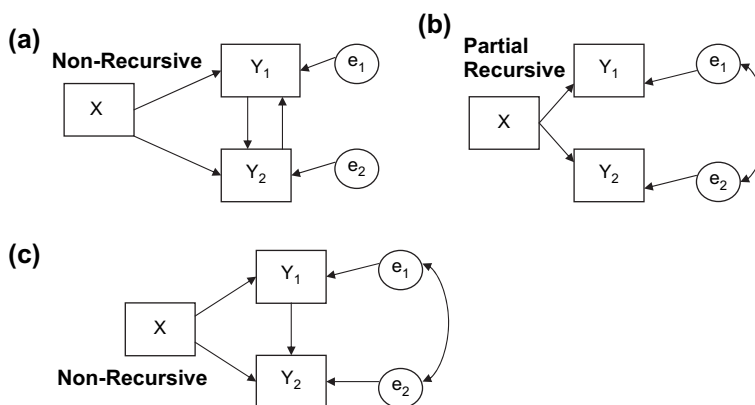 (a)
Non-Recursive
X
Y₁
e₁
Y₂
e₂
(b)
Partial
Recursive
X
Y₁
e₁
Y₂
e₂
(c)
X
Non-Recursive
Y₁
e₁
Y₂
e₂